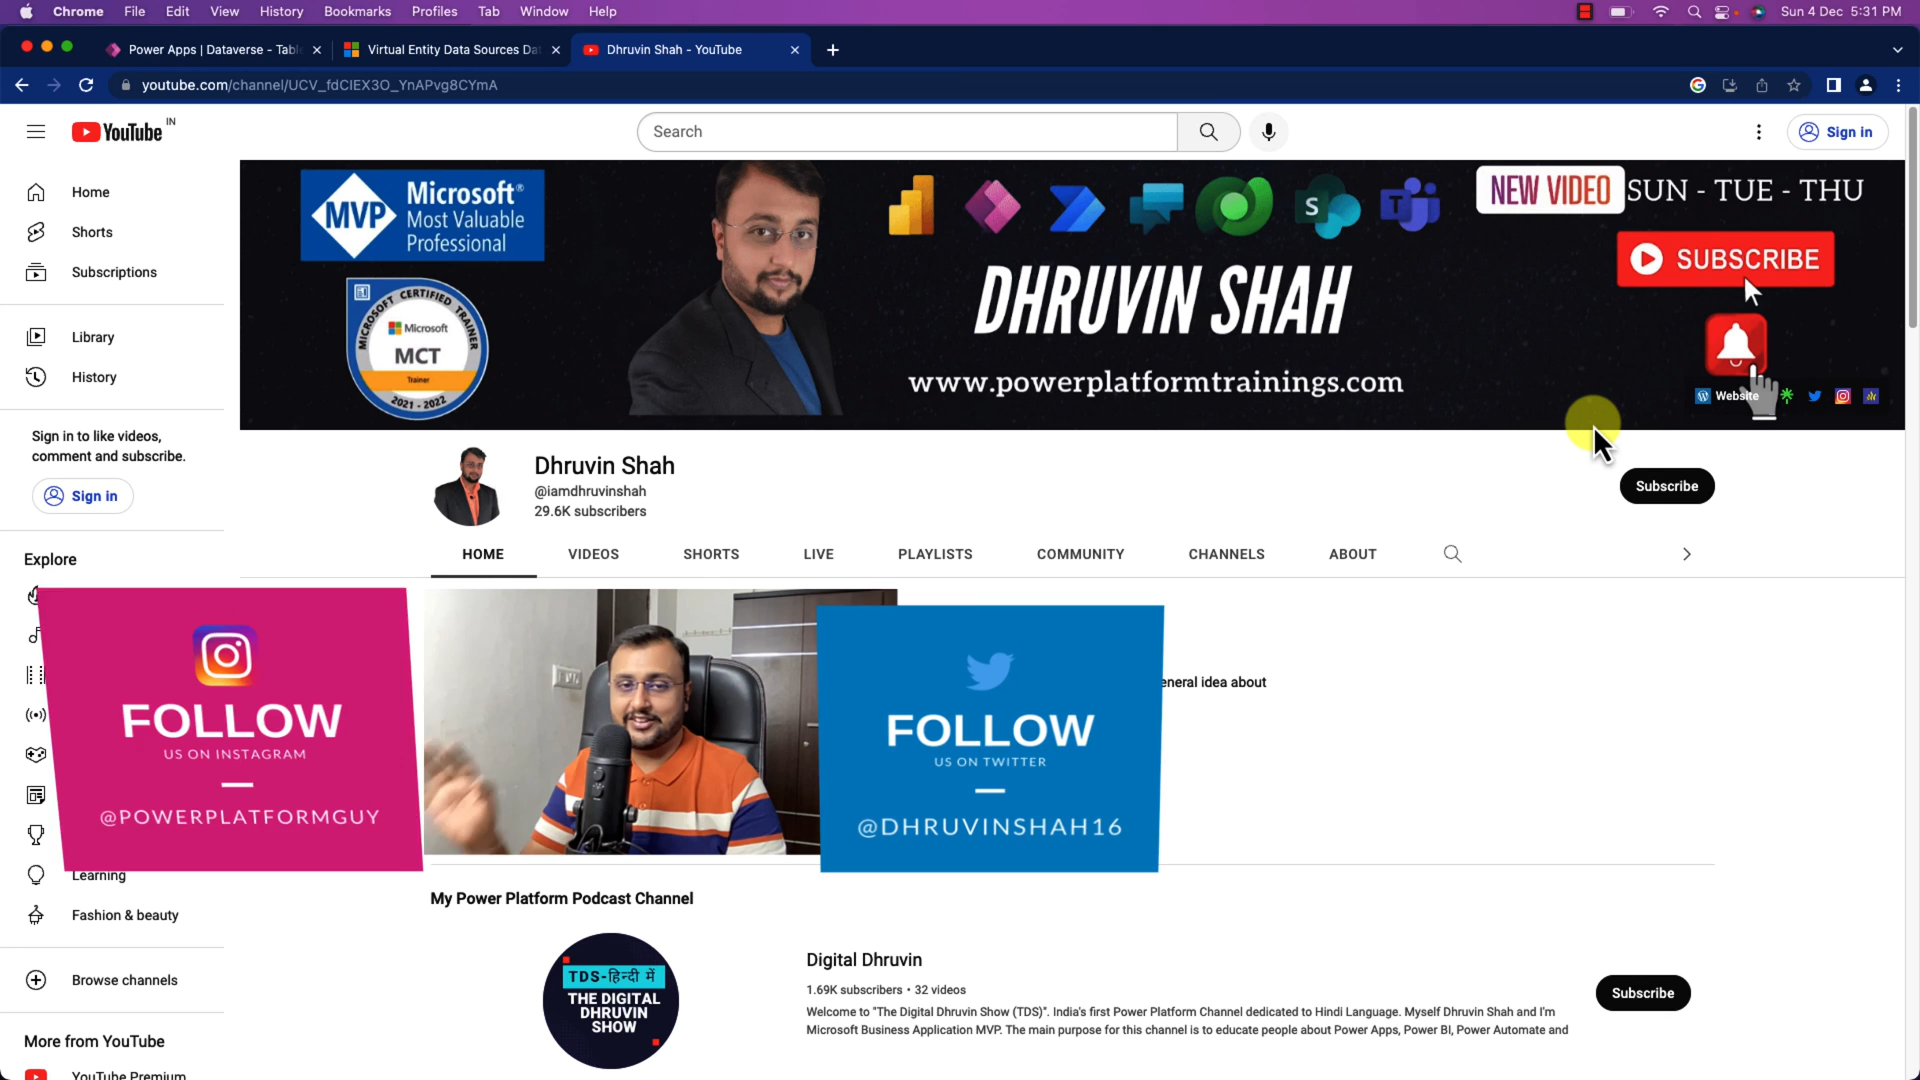 Chrome File Edit View History Bookmarks Profiles Tab Window Help Sun 4 Dec 5:31 PM
Power Apps | Dataverse - Tabl Virtual Entity Data Sources Da Dhruvin Shah - YouTube
youtube.com/channel/UCV_fdCIEX3O_YnAPvg8CYmA
YouTube IN Search Sign in
Home
Shorts
Subscriptions
Library
History
Sign in to like videos,
comment and subscribe.
Sign in
Explore
Learning
Fashion & beauty
Browse channels
More from YouTube
YouTube Premium
MVP Microsoft®
Most Valuable
Professional
MICROSOFT CERTIFIED TRAINER
Microsoft
MCT
Trainer
2021 - 2022
DHRUVIN SHAH
www.powerplatformtrainings.com
NEW VIDEO SUN - TUE - THU
SUBSCRIBE
Website
Dhruvin Shah
@iamdhruvinshah
29.6K subscribers
Subscribe
HOME VIDEOS SHORTS LIVE PLAYLISTS COMMUNITY CHANNELS ABOUT
FOLLOW
US ON INSTAGRAM
@POWERPLATFORMGUY
FOLLOW
US ON TWITTER
@DHRUVINSHAH16
eneral idea about
My Power Platform Podcast Channel
TDS-हिन्दी में
THE DIGITAL
DHRUVIN
SHOW
Digital Dhruvin
1.69K subscribers • 32 videos
Welcome to "The Digital Dhruvin Show (TDS)". India's first Power Platform Channel dedicated to Hindi Language. Myself Dhruvin Shah and I'm
Microsoft Business Application MVP. The main purpose for this channel is to educate people about Power Apps, Power BI, Power Automate and
Subscribe